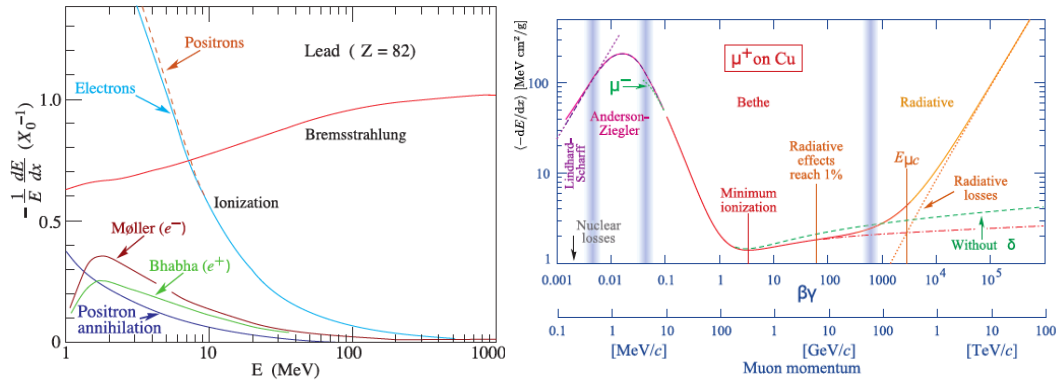 Positrons
Lead ( Z = 82)
Electrons
Bremsstrahlung
Ionization
Møller (e−)
Bhabha (e+)
Positron
annihilation
1.0
0.5
0
− 1/E dE/dx (X0−1)
1
10
100
1000
E (MeV)
μ+ on Cu
μ−
Bethe
Radiative
Anderson-
Ziegler
Lindhard-
Scharff
Radiative
effects
reach 1%
Eμc
Minimum
ionization
Radiative
losses
Nuclear
losses
Without δ
⟨−dE/dx⟩ [MeV cm2/g]
100
10
1
0.001
0.01
0.1
1
10
100
1000
10^4
10^5
βγ
0.1
1
10
100
1
10
100
1
10
100
[MeV/c]
[GeV/c]
[TeV/c]
Muon momentum